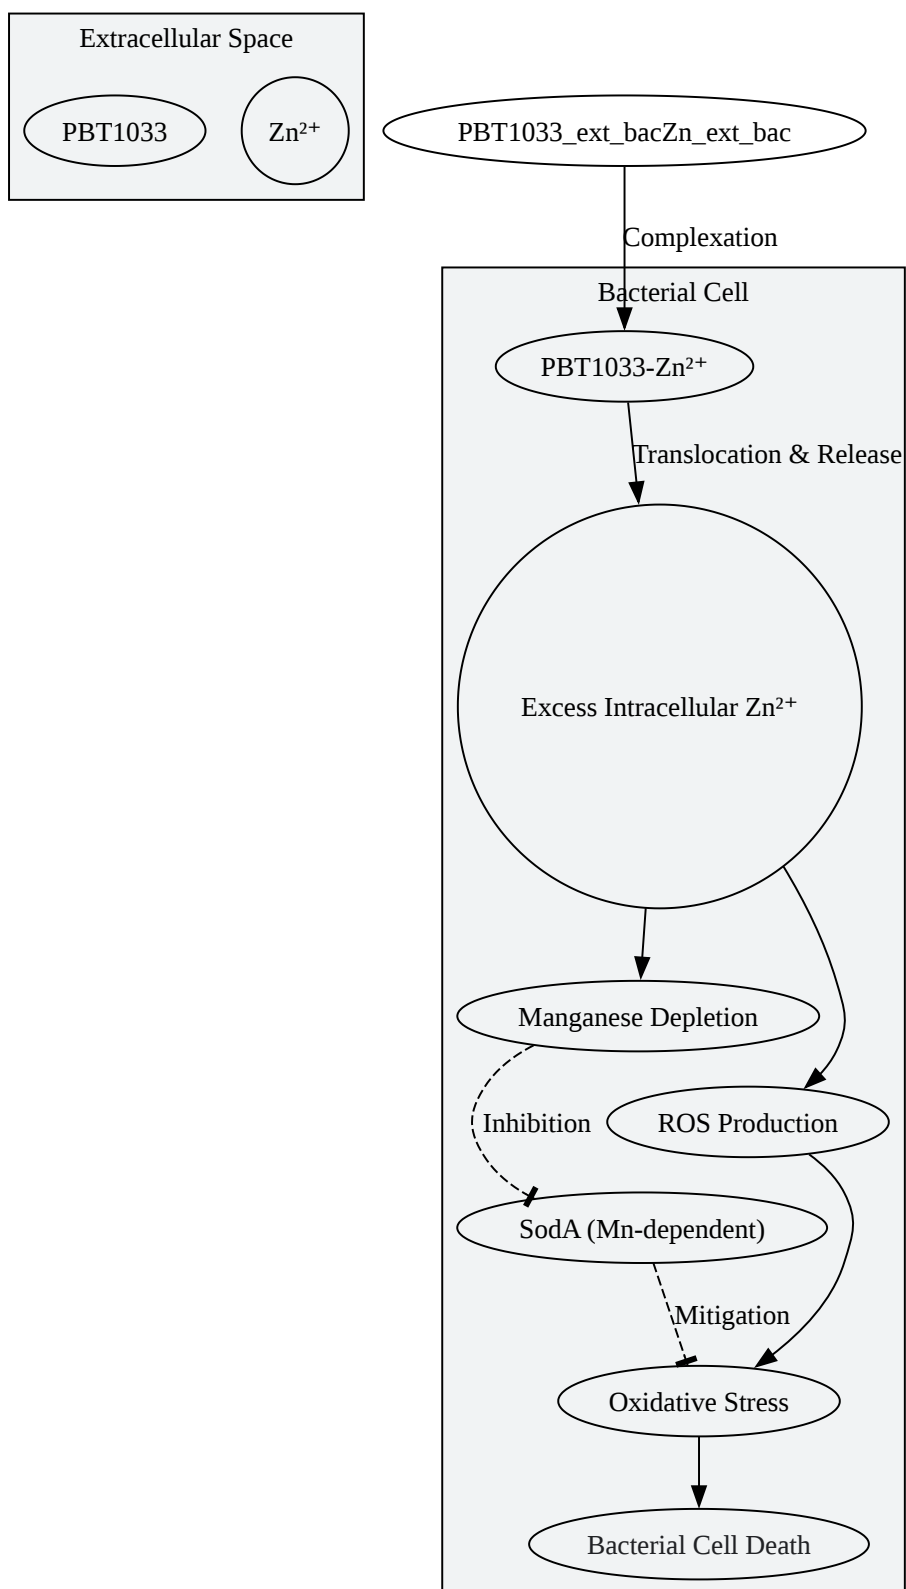 Extracellular Space
PBT1033
Zn²⁺
PBT1033_ext_bacZn_ext_bac
Complexation
Bacterial Cell
PBT1033-Zn²⁺
Translocation & Release
Excess Intracellular Zn²⁺
Manganese Depletion
Inhibition
ROS Production
SodA (Mn-dependent)
Mitigation
Oxidative Stress
Bacterial Cell Death